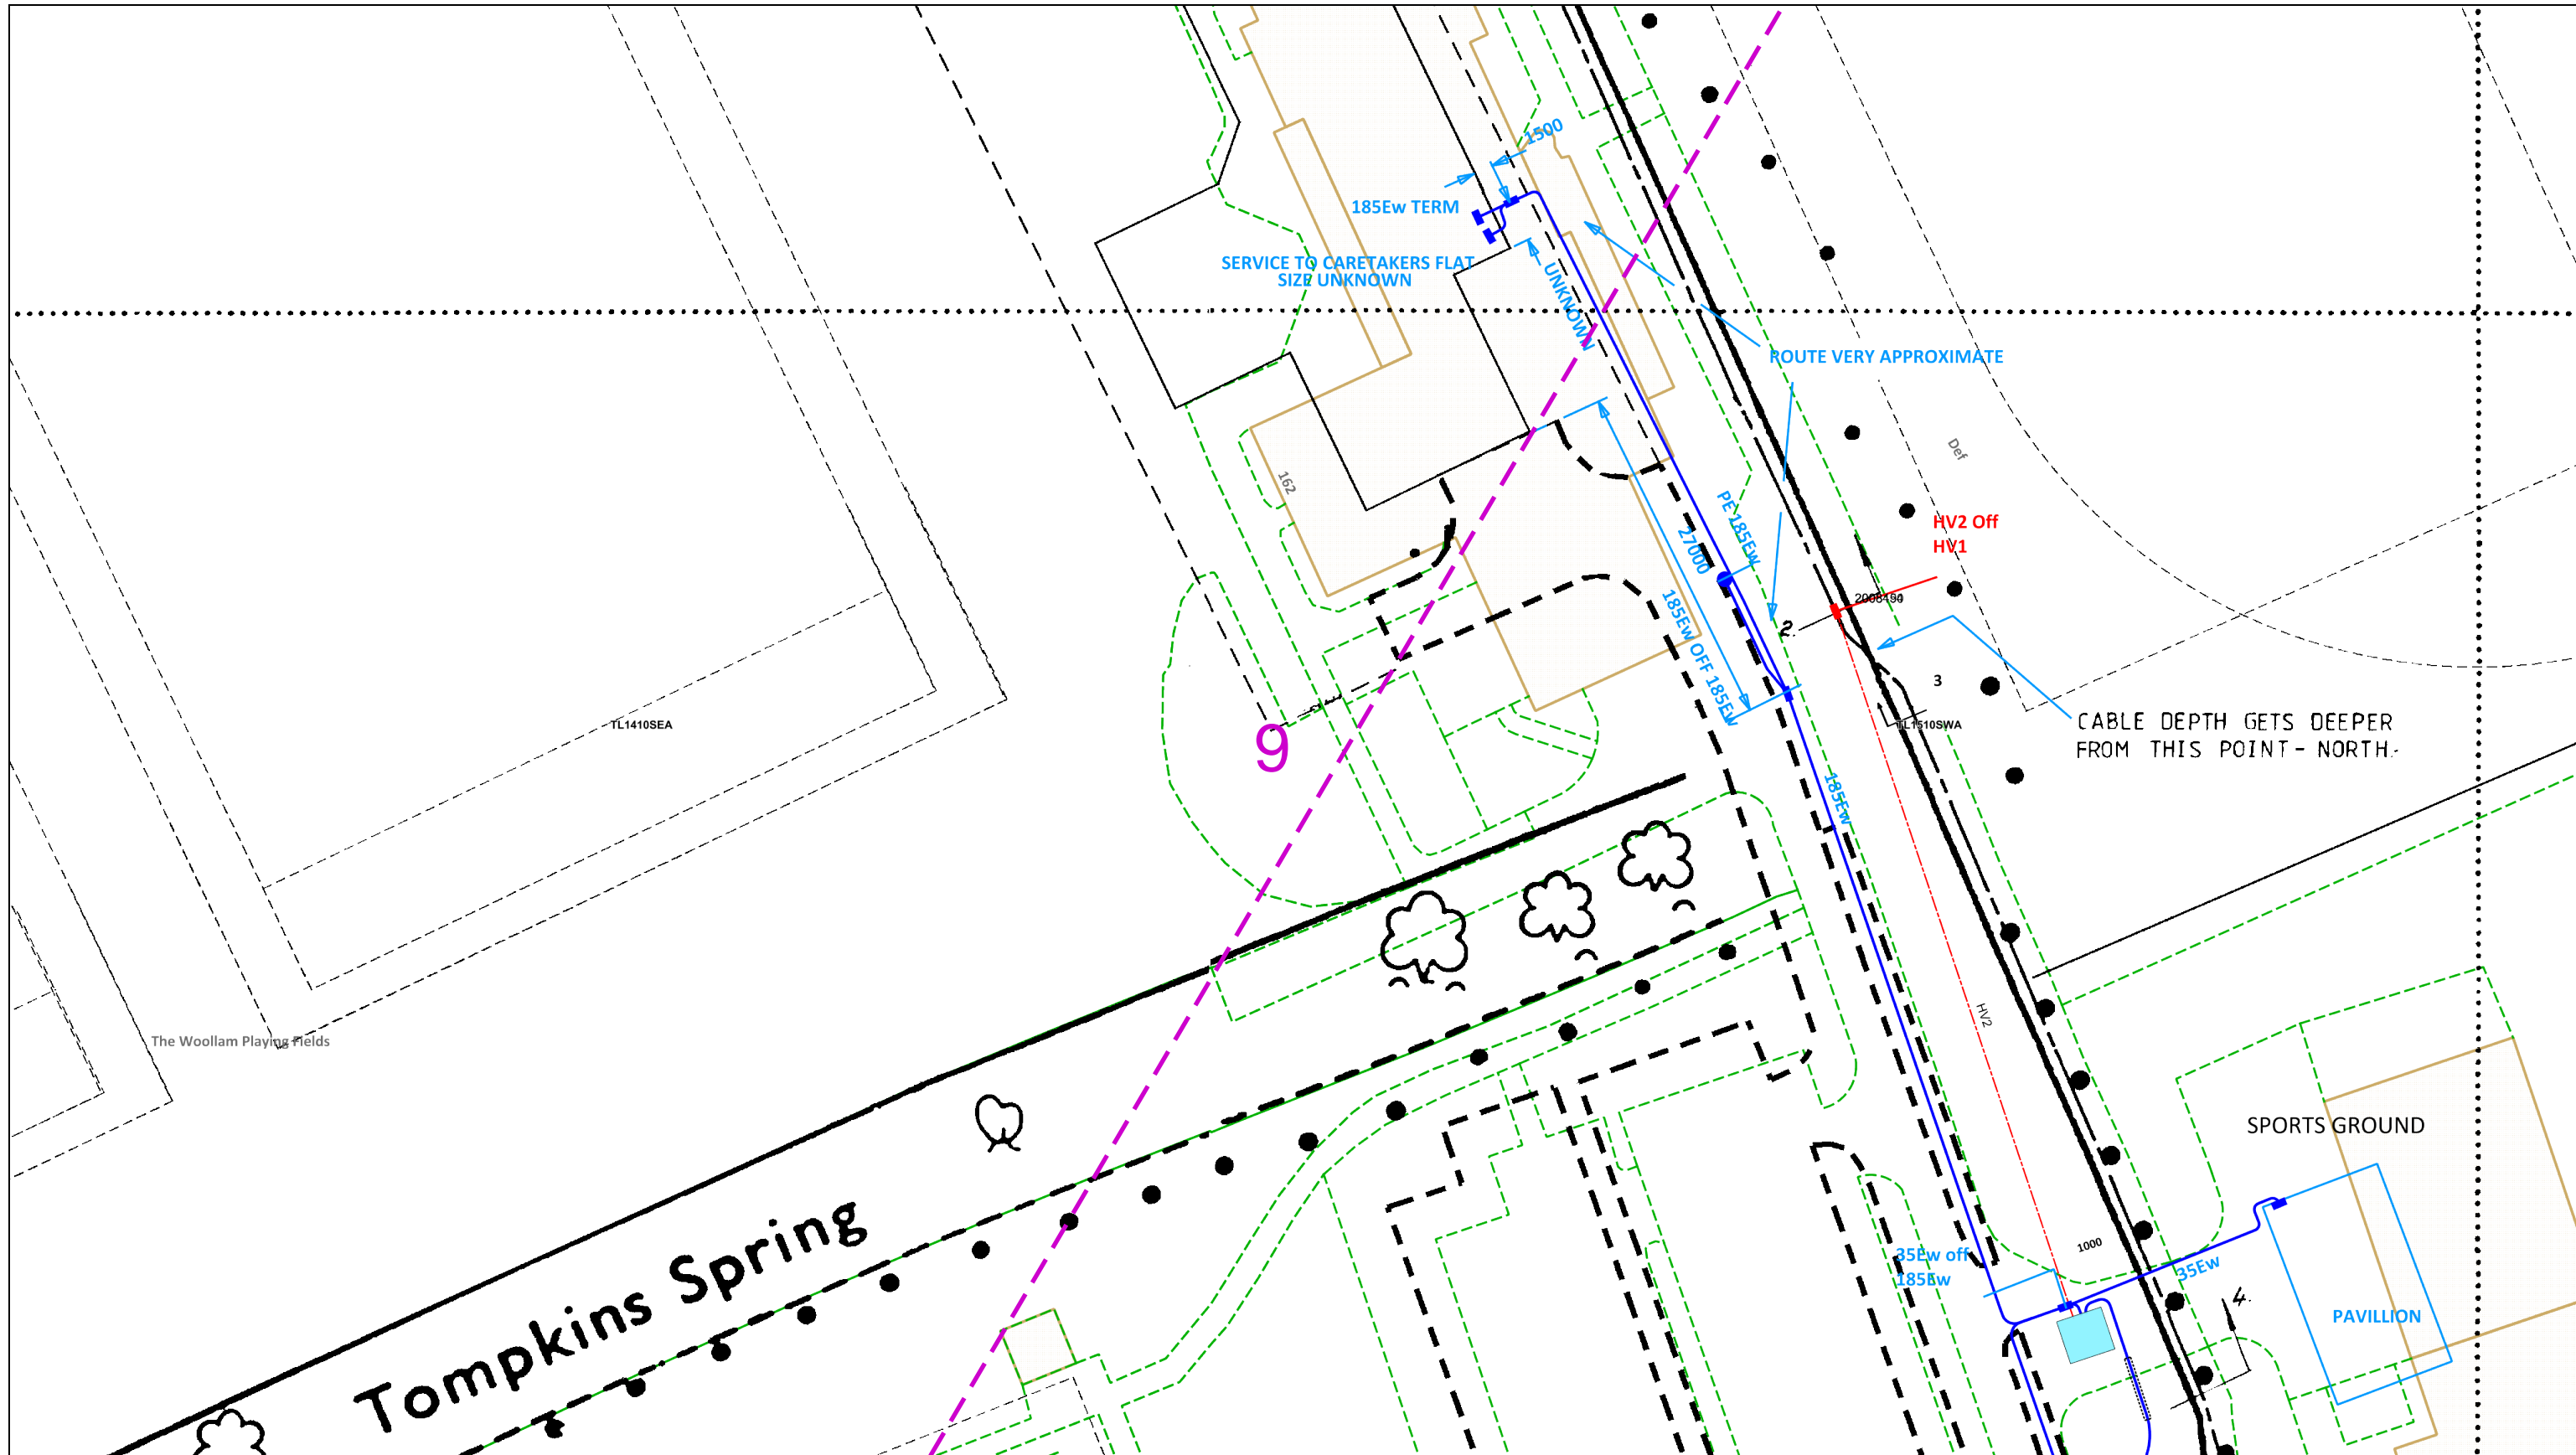 1500
185Ew TERM
SERVICE TO CARETAKERS FLAT
SIZE UNKNOWN
UNKNOWN
ROUTE VERY APPROXIMATE
Def
162
PE 185Ew
27000
HV2 Off
HV1
2.
185Ew OFF 185Ew
3
TL1410SEA
9
TL1510SWA
CABLE DEPTH GETS DEEPER
FROM THIS POINT - NORTH.
185Ew
HV2
The Woollam Playing Fields
SPORTS GROUND
Tompkins Spring
35Ew off
185Ew
1000
35Ew
4.
PAVILLION